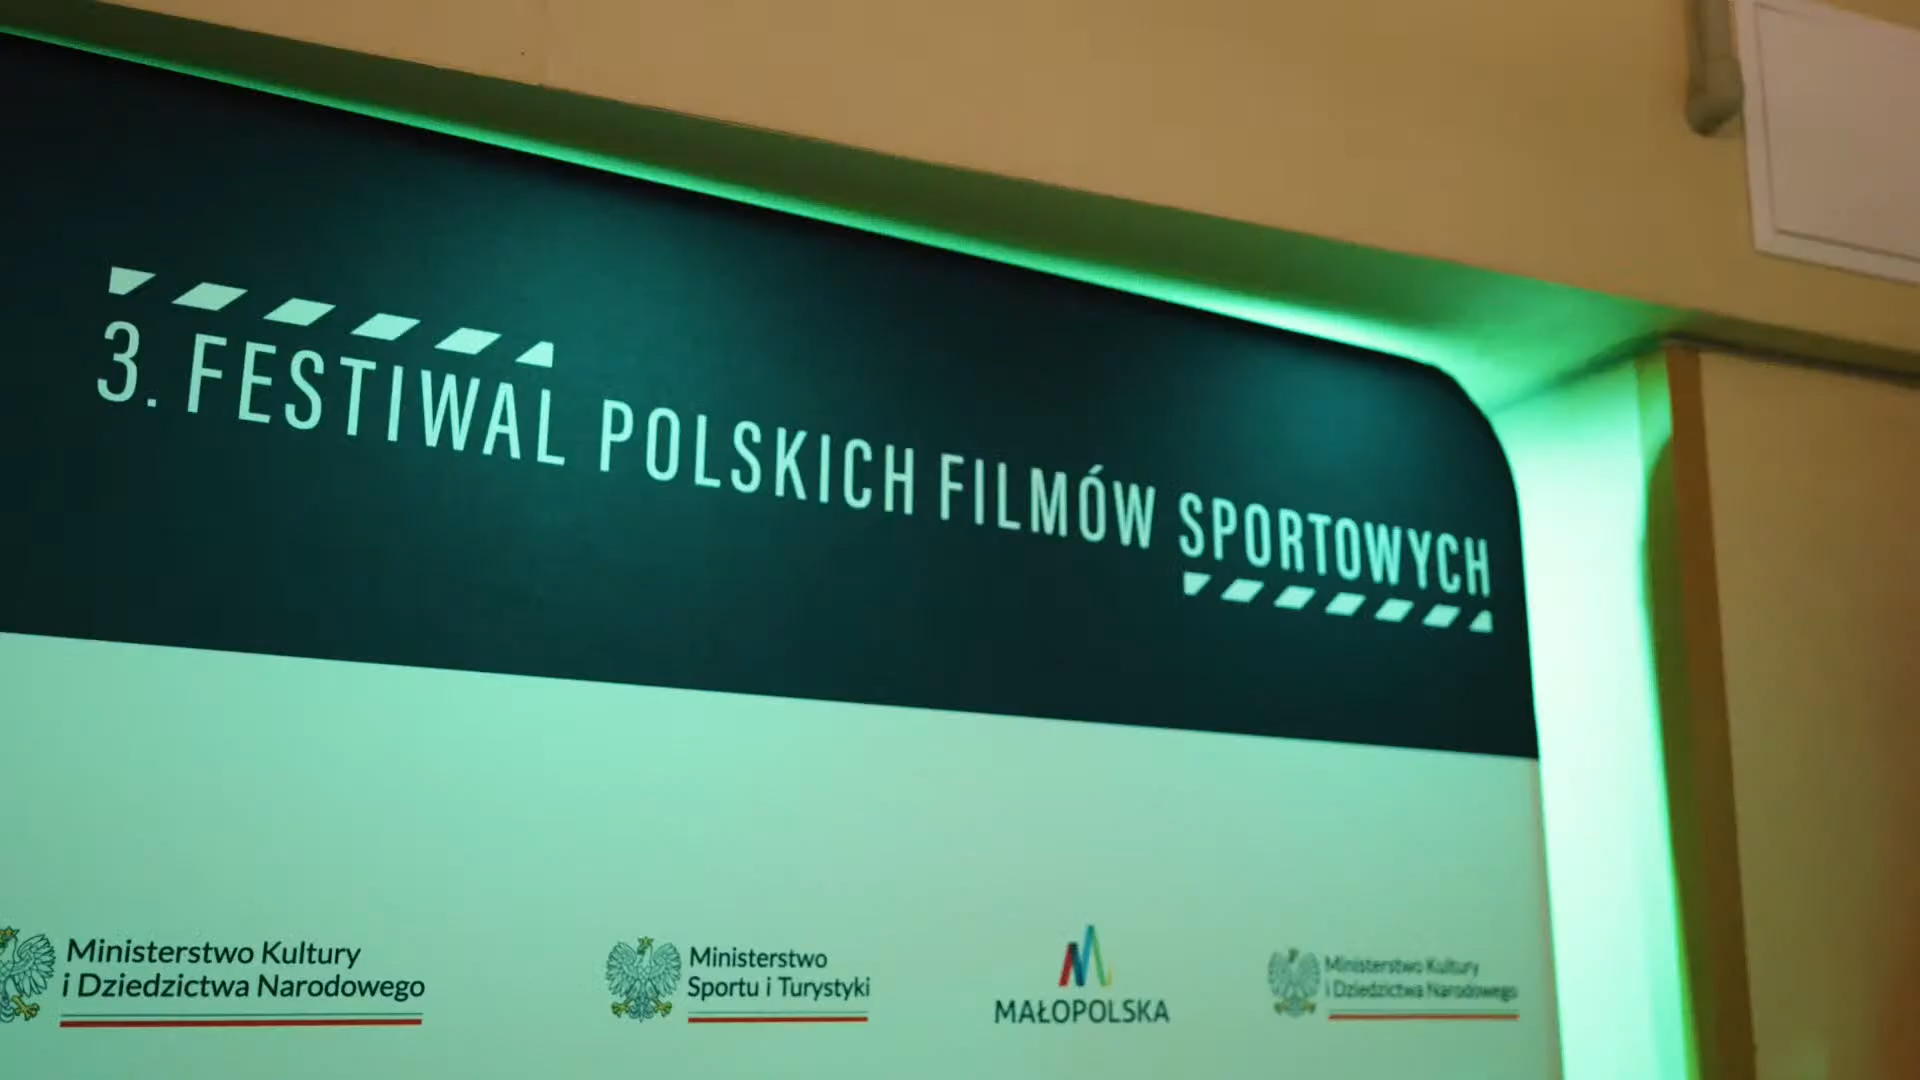 3. FESTIWAL POLSKICH FILMÓW SPORTOWYCH
Ministerstwo Kultury
i Dziedzictwa Narodowego
Ministerstwo
Sportu i Turystyki
MAŁOPOLSKA
Ministerstwo Kultury
i Dziedzictwa Narodowego